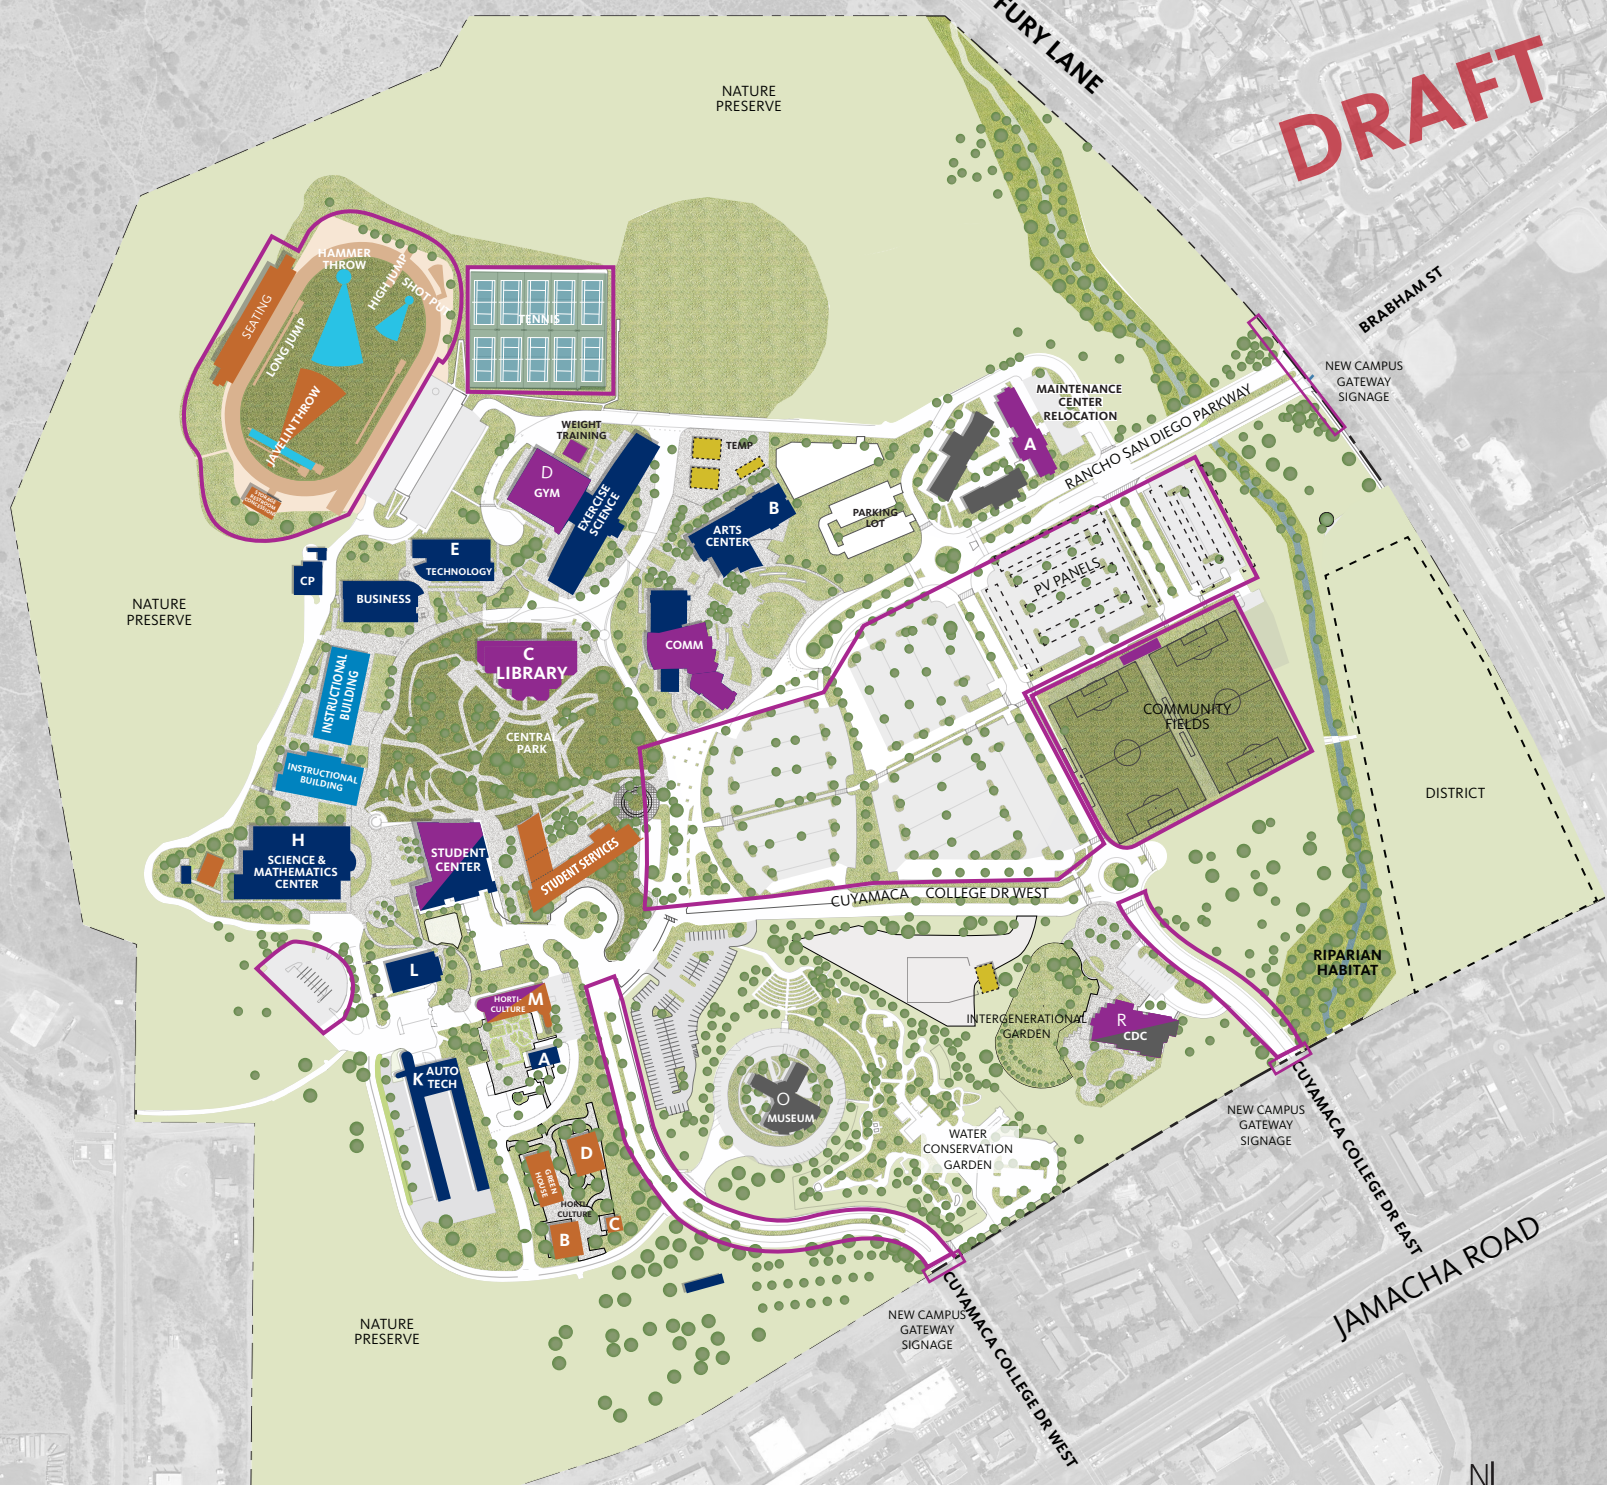 FURY LANE
DRAFT
NATURE
PRESERVE
BRABHAM ST
NEW CAMPUS
GATEWAY
SIGNAGE
HAMMER
THROW
HIGH JUMP
SHOT PUT
SEATING
LONG JUMP
JAVELIN THROW
STORAGE
RESTROOM
CONCESSIONS
TENNIS
MAINTENANCE
CENTER
RELOCATION
A
RANCHO SAN DIEGO PARKWAY
WEIGHT
TRAINING
TEMP
D
GYM
EXERCISE
SCIENCE
B
ARTS
CENTER
PARKING
LOT
E
TECHNOLOGY
CP
BUSINESS
PV PANELS
NATURE
PRESERVE
COMM
C
LIBRARY
INSTRUCTIONAL
BUILDING
CENTRAL
PARK
COMMUNITY
FIELDS
INSTRUCTIONAL
BUILDING
DISTRICT
H
SCIENCE &
MATHEMATICS
CENTER
STUDENT
CENTER
STUDENT SERVICES
CUYAMACA COLLEGE DR WEST
RIPARIAN
HABITAT
L
HORTI-
CULTURE
M
INTERGENERATIONAL
GARDEN
R
CDC
A
K
AUTO
TECH
O
MUSEUM
NEW CAMPUS
GATEWAY
SIGNAGE
CUYAMACA COLLEGE DR EAST
WATER
CONSERVATION
GARDEN
D
GREEN
HOUSE
HORTI-
CULTURE
C
B
JAMACHA ROAD
NATURE
PRESERVE
NEW CAMPUS
GATEWAY
SIGNAGE
CUYAMACA COLLEGE DR WEST
N